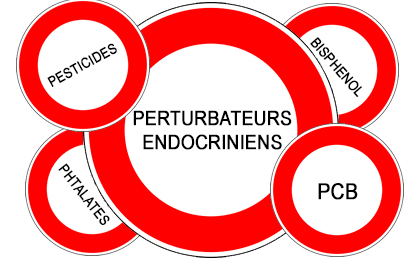 PESTICIDES
BISPHENOL
PERTURBATEURS
ENDOCRINIENS
PHTALATES
PCB